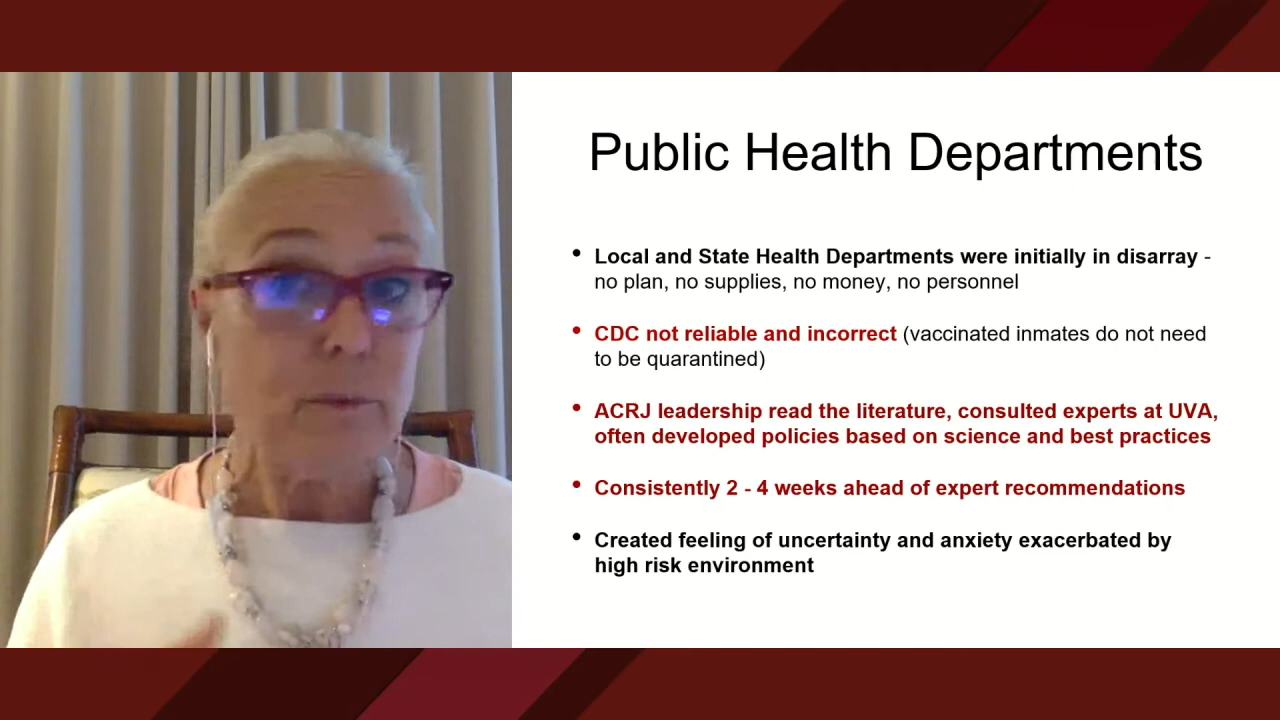 Public Health Departments
• Local and State Health Departments were initially in disarray -
no plan, no supplies, no money, no personnel
• CDC not reliable and incorrect (vaccinated inmates do not need
to be quarantined)
• ACRJ leadership read the literature, consulted experts at UVA,
often developed policies based on science and best practices
• Consistently 2 - 4 weeks ahead of expert recommendations
• Created feeling of uncertainty and anxiety exacerbated by
high risk environment